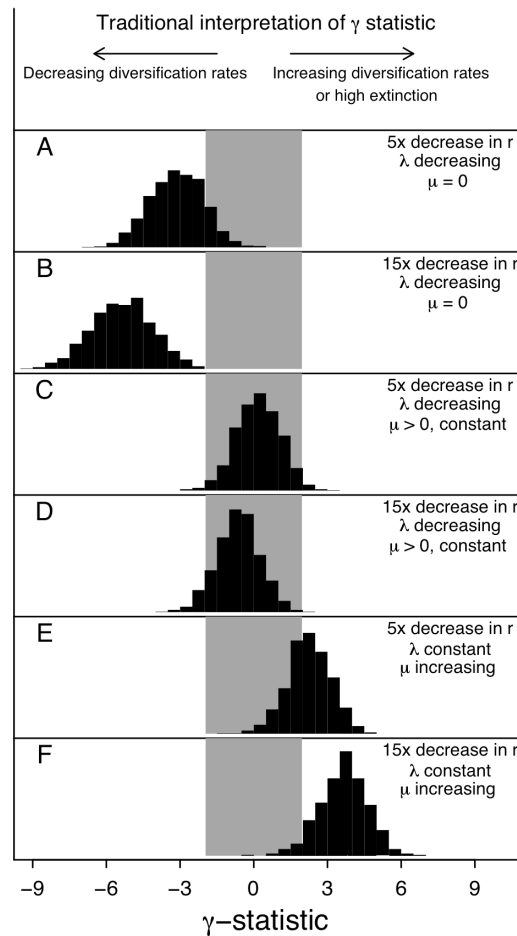 Traditional interpretation of γ statistic
Decreasing diversification rates
Increasing diversification rates
or high extinction
A
5x decrease in r
λ decreasing
μ = 0
B
15x decrease in r
λ decreasing
μ = 0
C
5x decrease in r
λ decreasing
μ > 0, constant
D
15x decrease in r
λ decreasing
μ > 0, constant
E
5x decrease in r
λ constant
μ increasing
F
15x decrease in r
λ constant
μ increasing
−9 −6 −3 0 3 6 9
γ−statistic